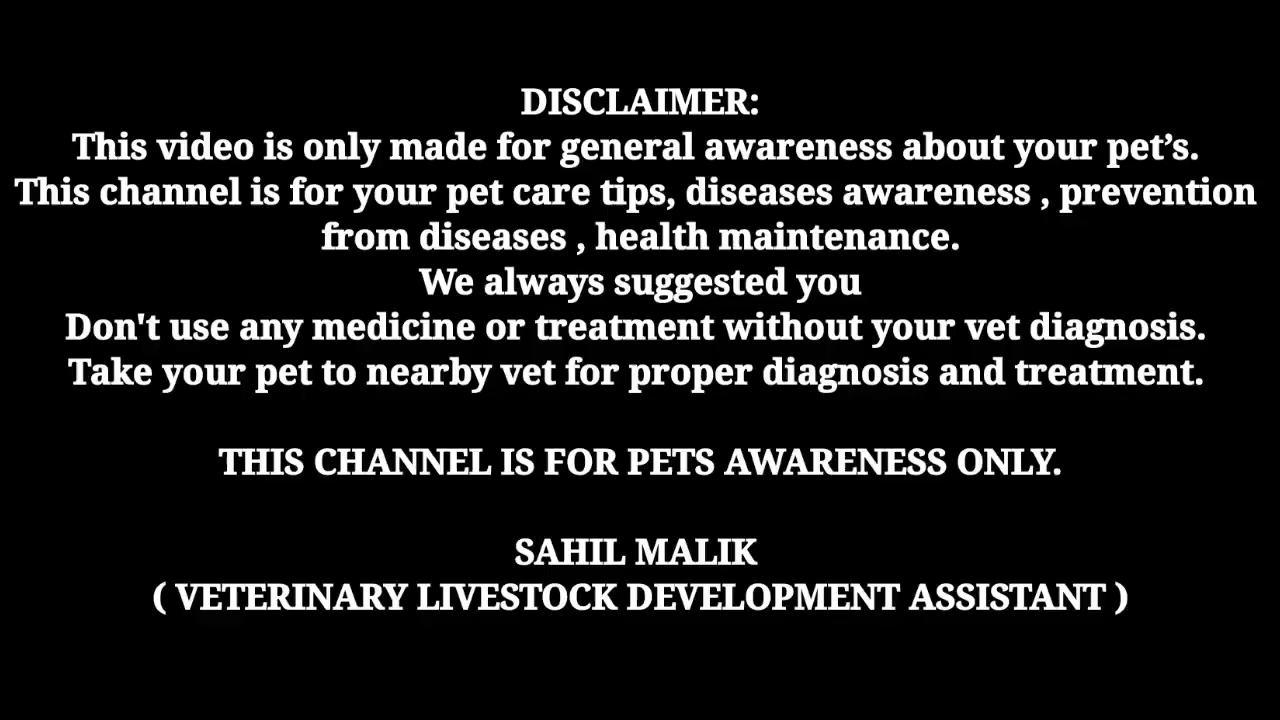 DISCLAIMER:
This video is only made for general awareness about your pet’s.
This channel is for your pet care tips, diseases awareness , prevention
from diseases , health maintenance.
We always suggested you
Don't use any medicine or treatment without your vet diagnosis.
Take your pet to nearby vet for proper diagnosis and treatment.
THIS CHANNEL IS FOR PETS AWARENESS ONLY.
SAHIL MALIK
( VETERINARY LIVESTOCK DEVELOPMENT ASSISTANT )